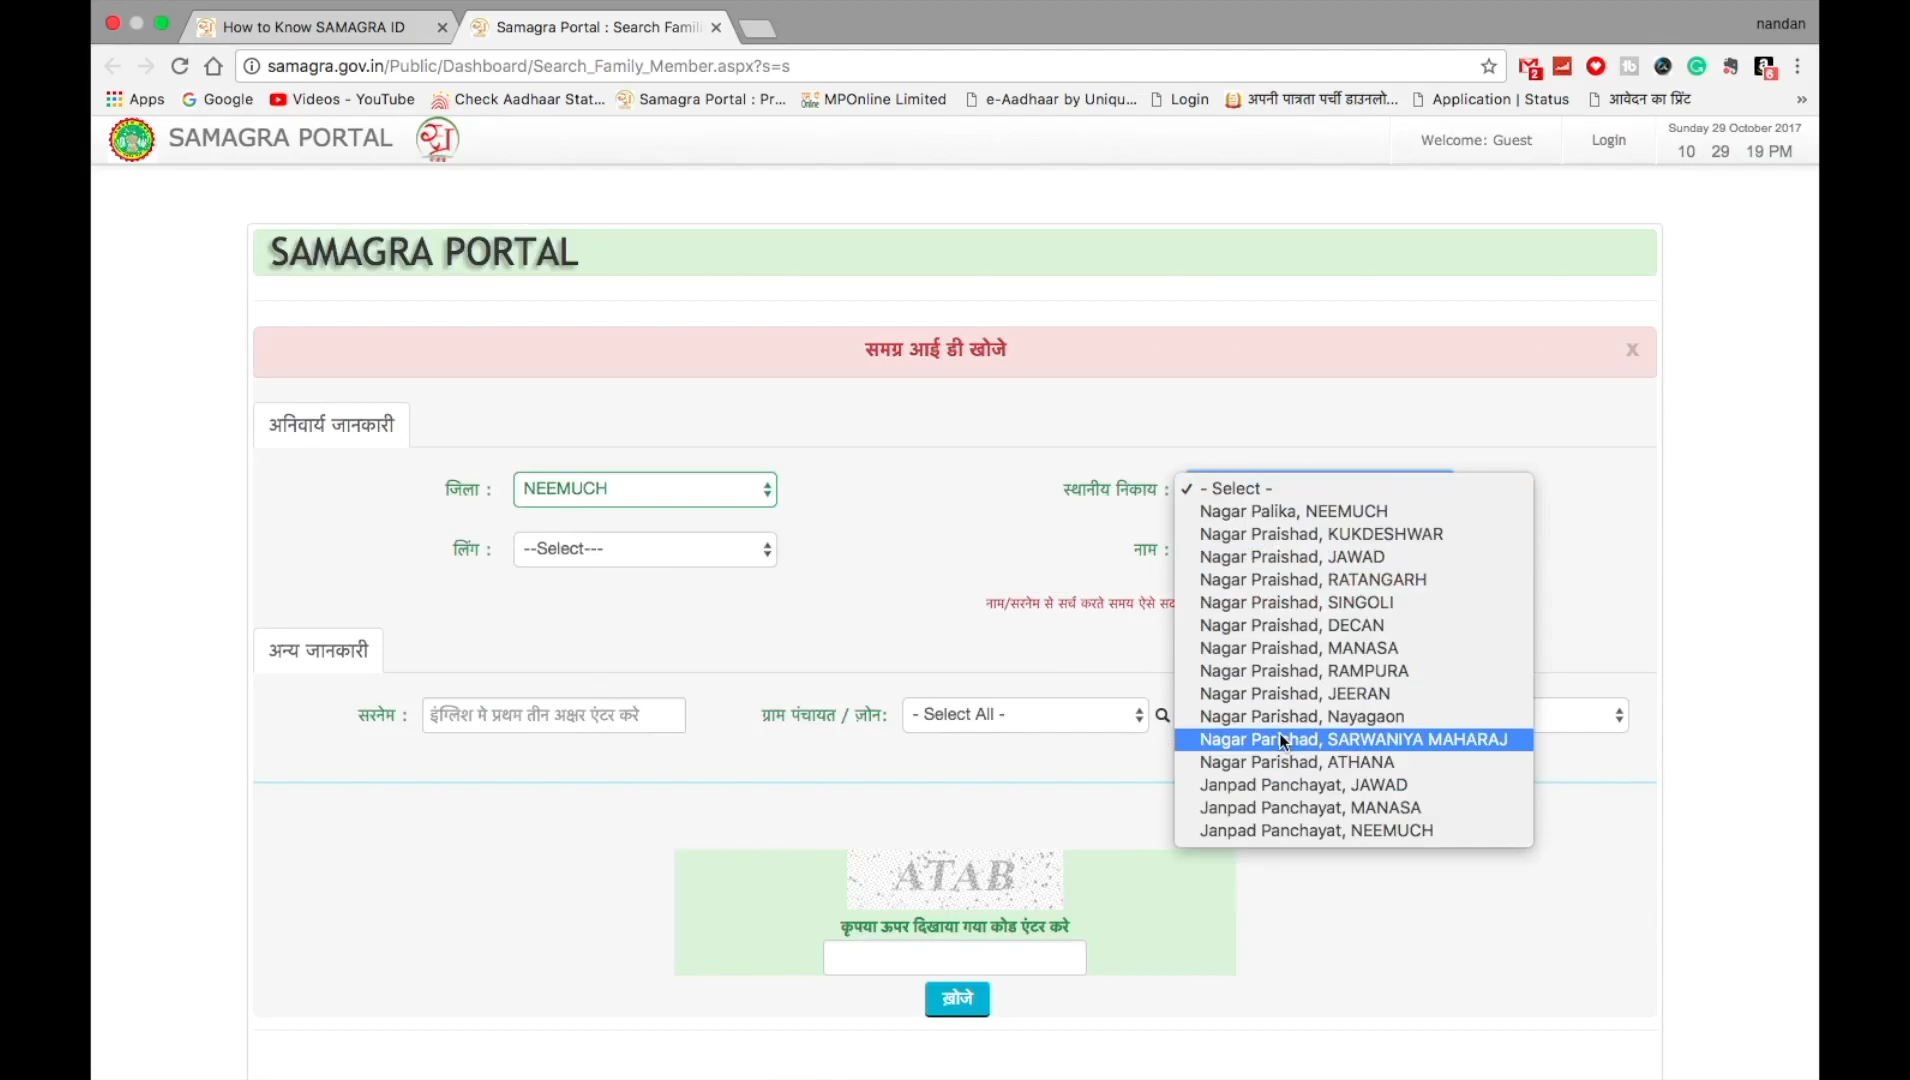 How to Know SAMAGRA ID
Samagra Portal : Search Famil
nandan
samagra.gov.in/Public/Dashboard/Search_Family_Member.aspx?s=s
2
6
Apps
Google
Videos - YouTube
Check Aadhaar Stat...
Samagra Portal : Pr...
MPOnline Limited
e-Aadhaar by Uniqu...
Login
अपनी पात्रता पर्ची डाउनलो...
Application | Status
आवेदन का प्रिंट
»
SAMAGRA PORTAL
Welcome: Guest
Login
Sunday 29 October 2017
10 29 19 PM
SAMAGRA PORTAL
समग्र आई डी खोजे
x
अनिवार्य जानकारी
जिला :
NEEMUCH
स्थानीय निकाय :
✓ - Select -
Nagar Palika, NEEMUCH
Nagar Praishad, KUKDESHWAR
Nagar Praishad, JAWAD
Nagar Praishad, RATANGARH
Nagar Praishad, SINGOLI
Nagar Praishad, DECAN
Nagar Praishad, MANASA
Nagar Praishad, RAMPURA
Nagar Praishad, JEERAN
Nagar Parishad, Nayagaon
Nagar Parishad, SARWANIYA MAHARAJ
Nagar Parishad, ATHANA
Janpad Panchayat, JAWAD
Janpad Panchayat, MANASA
Janpad Panchayat, NEEMUCH
लिंग :
--Select---
नाम :
नाम/सरनेम से सर्च करते समय ऐसे सद
अन्य जानकारी
सरनेम :
इंग्लिश मे प्रथम तीन अक्षर एंटर करे
ग्राम पंचायत / ज़ोन:
- Select All -
ATAB
कृपया ऊपर दिखाया गया कोड एंटर करे
ख़ोजे